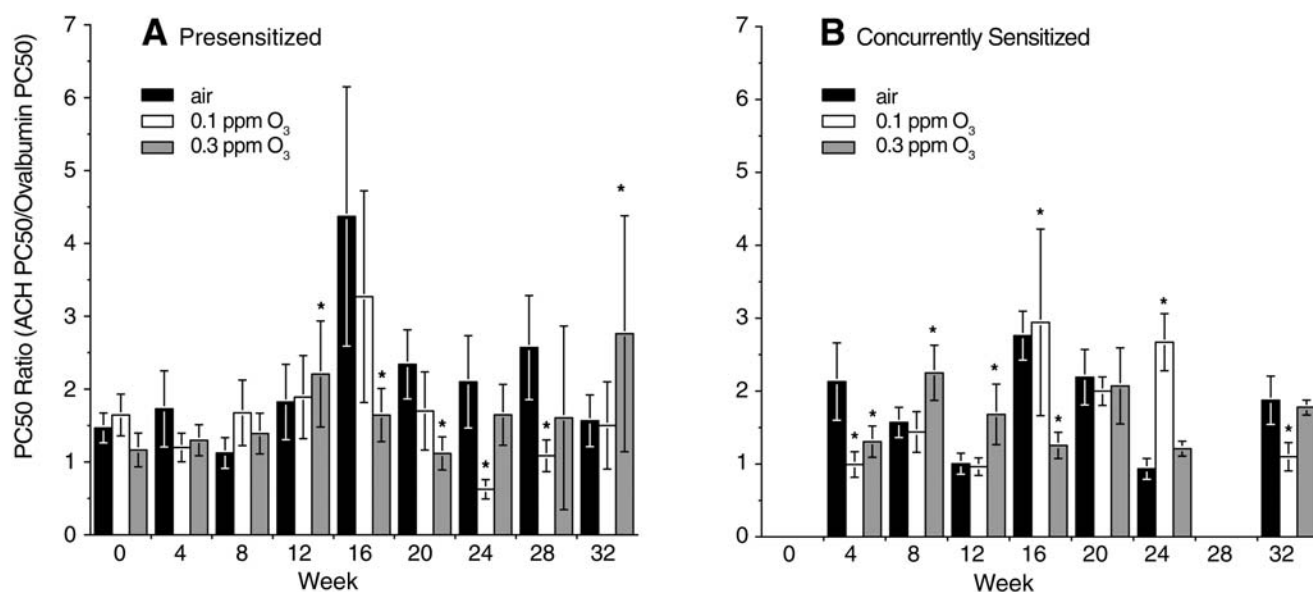 PC50 Ratio (ACH PC50/Ovalbumin PC50)
7
6
5
4
3
2
1
0
A Presensitized
air
0.1 ppm O3
0.3 ppm O3
*
*
*
*
*
*
0 4 8 12 16 20 24 28 32
Week
7
6
5
4
3
2
1
0
B Concurrently Sensitized
air
0.1 ppm O3
0.3 ppm O3
*
*
*
*
*
*
*
*
0 4 8 12 16 20 24 28 32
Week